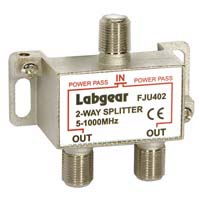 POWER PASS IN POWER PASS
Labgear FJU402
2-WAY SPLITTER
5-1000MHz CE
OUT OUT